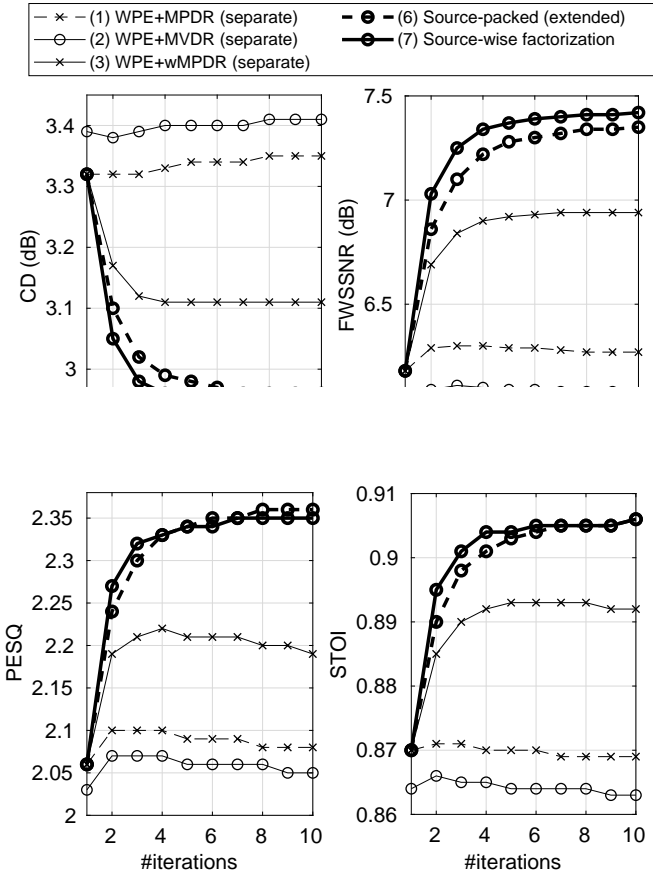 (1) WPE+MPDR (separate)
(2) WPE+MVDR (separate)
(3) WPE+wMPDR (separate)
(6) Source-packed (extended)
(7) Source-wise factorization
3.4
3.3
3.2
3.1
3
CD (dB)
7.5
7
6.5
FWSSNR (dB)
2.35
2.3
2.25
2.2
2.1
2.05
2
PESQ
2 4 6 8 10
#iterations
0.91
0.9
0.89
0.88
0.87
0.86
STOI
2 4 6 8 10
#iterations